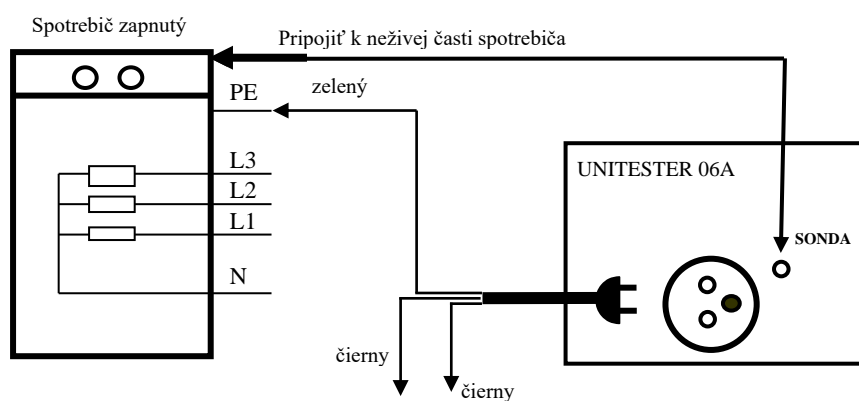 Spotrebič zapnutý
Pripojiť k neživej časti spotrebiča
PE
zelený
L3
L2
L1
N
UNITESTER 06A
SONDA
čierny
čierny